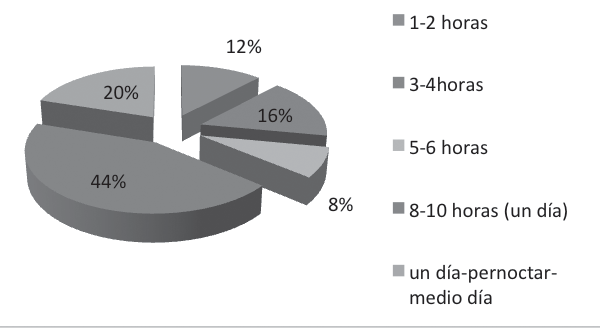 12%
16%
8%
44%
20%
1-2 horas
3-4horas
5-6 horas
8-10 horas (un día)
un día-pernoctar-
medio día